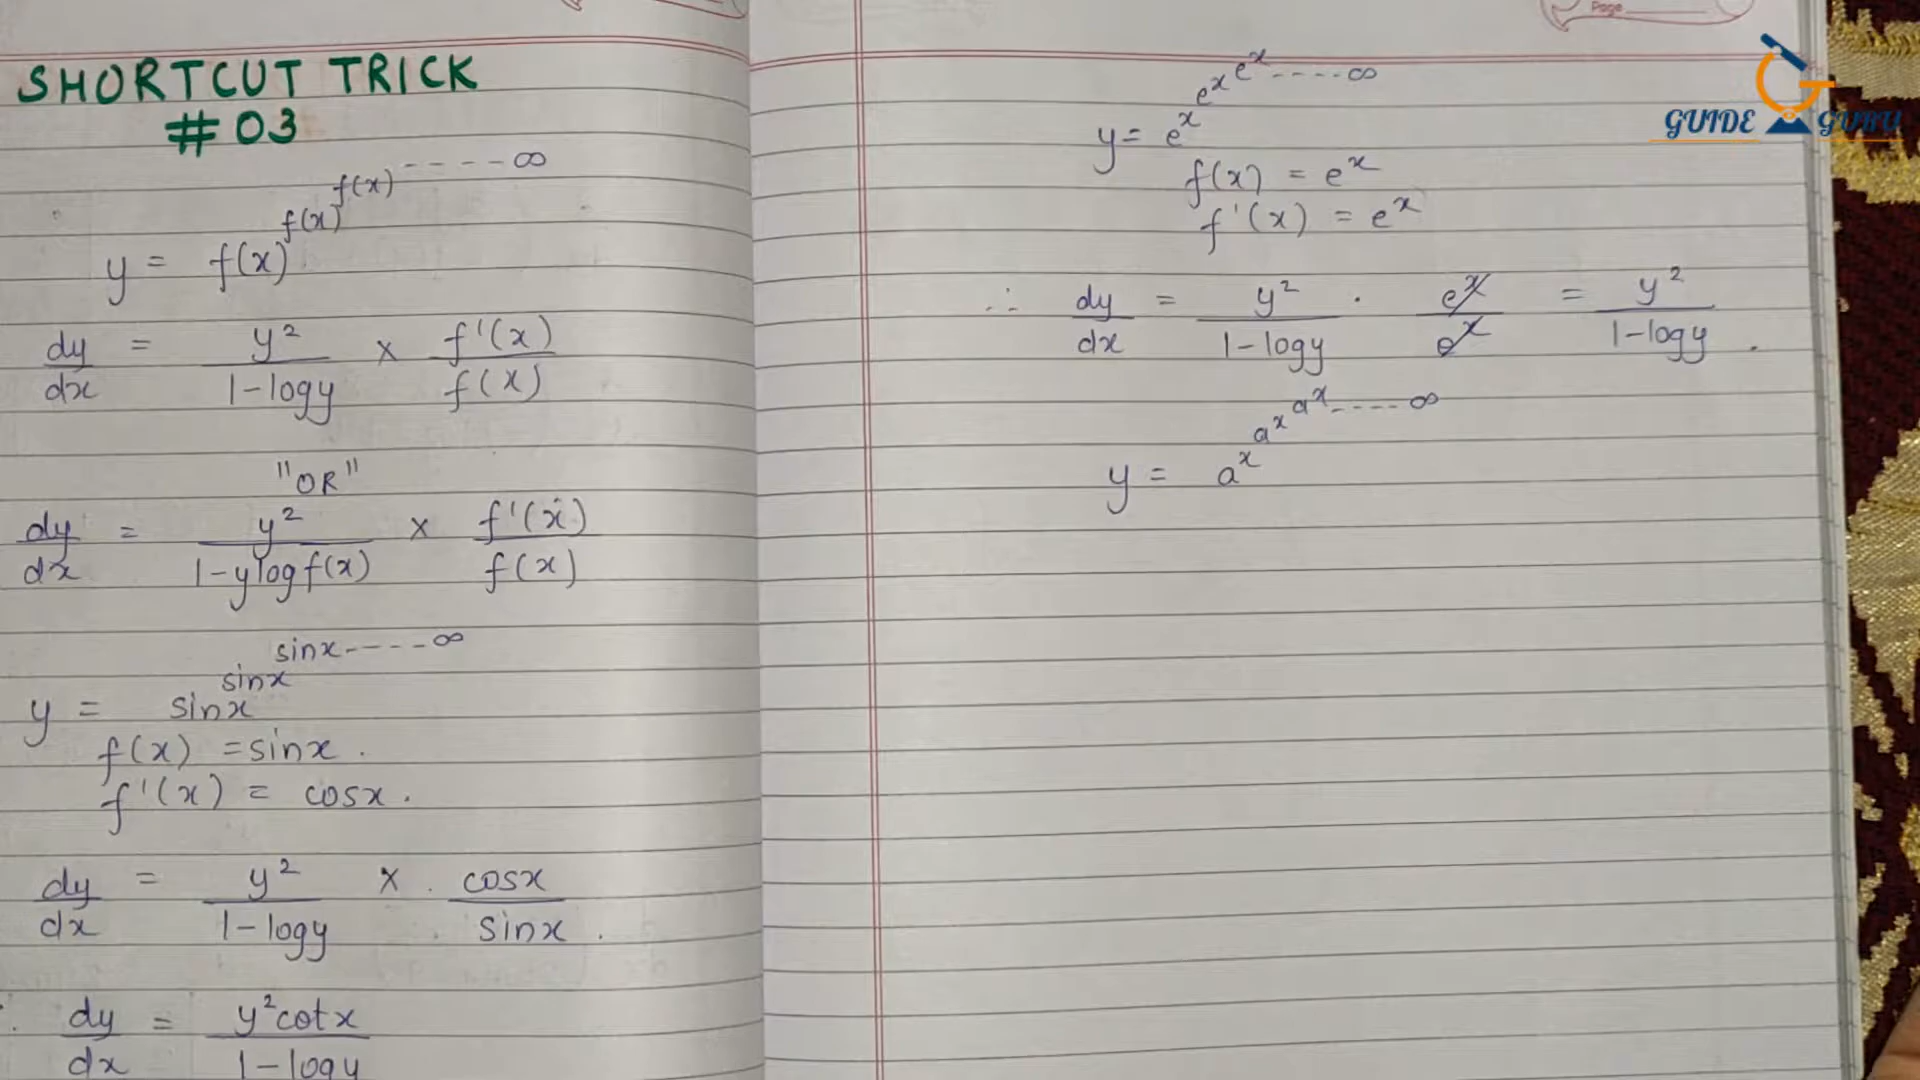 SHORTCUT TRICK
# 03
y = f(x)^f(x)^f(x)^----∞
dy/dx = y²/(1-logy) × f'(x)/f(x)
"OR"
dy/dx = y²/(1-ylogf(x)) × f'(x)/f(x)
y = sinx^sinx^sinx----∞
f(x) = sinx.
f'(x) = cosx.
dy/dx = y²/(1-logy) × cosx/sinx.
dy/dx = y²cotx/(1-logy)
Page
y = e^x^e^x^e^x----∞
f(x) = e^x
f'(x) = e^x
∴ dy/dx = y²/(1-logy) · e^x/e^x = y²/(1-logy).
y = a^x^a^x^a^x----∞
GUIDE GURU